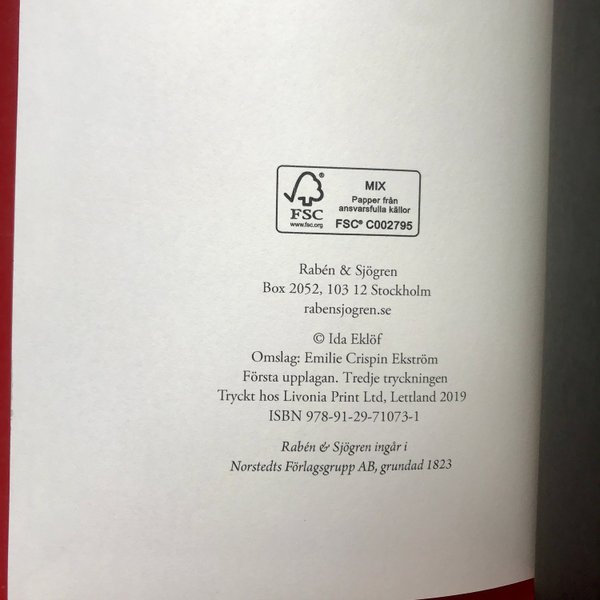 FSC
www.fsc.org
MIX
Papper från
ansvarsfulla källor
FSC® C002795
Rabén & Sjögren
Box 2052, 103 12 Stockholm
rabensjogren.se
© Ida Eklöf
Omslag: Emilie Crispin Ekström
Första upplagan. Tredje tryckningen
Tryckt hos Livonia Print Ltd, Lettland 2019
ISBN 978-91-29-71073-1
Rabén & Sjögren ingår i
Norstedts Förlagsgrupp AB, grundad 1823